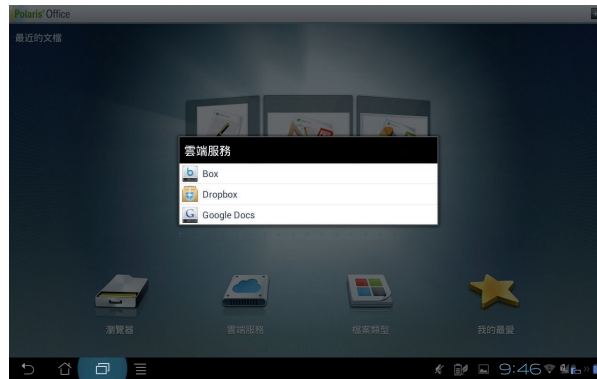 Polaris® Office
最近的文檔
雲端服務
Box
Dropbox
Google Docs
瀏覽器
雲端服務
檔案類型
我的最愛
9:46